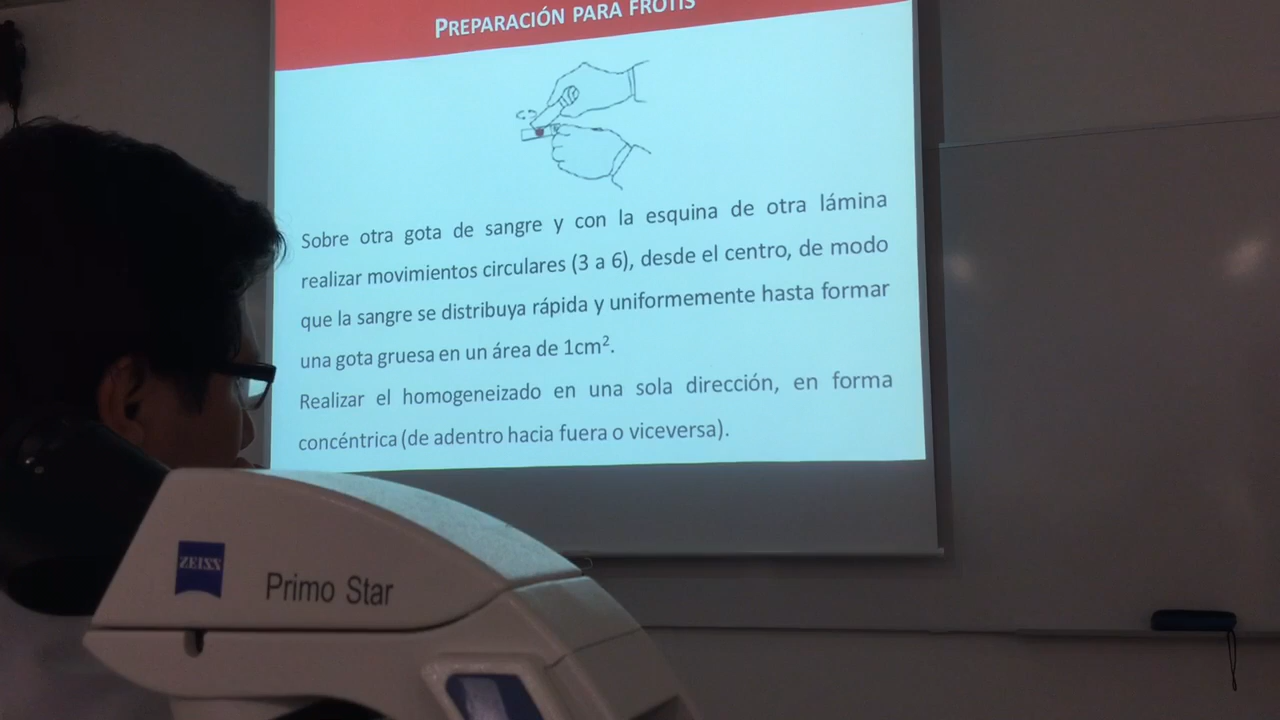 PREPARACIÓN PARA FROTIS
Sobre otra gota de sangre y con la esquina de otra lámina
realizar movimientos circulares (3 a 6), desde el centro, de modo
que la sangre se distribuya rápida y uniformemente hasta formar
una gota gruesa en un área de 1cm².
Realizar el homogeneizado en una sola dirección, en forma
concéntrica (de adentro hacia fuera o viceversa).
ZEISS
Primo Star